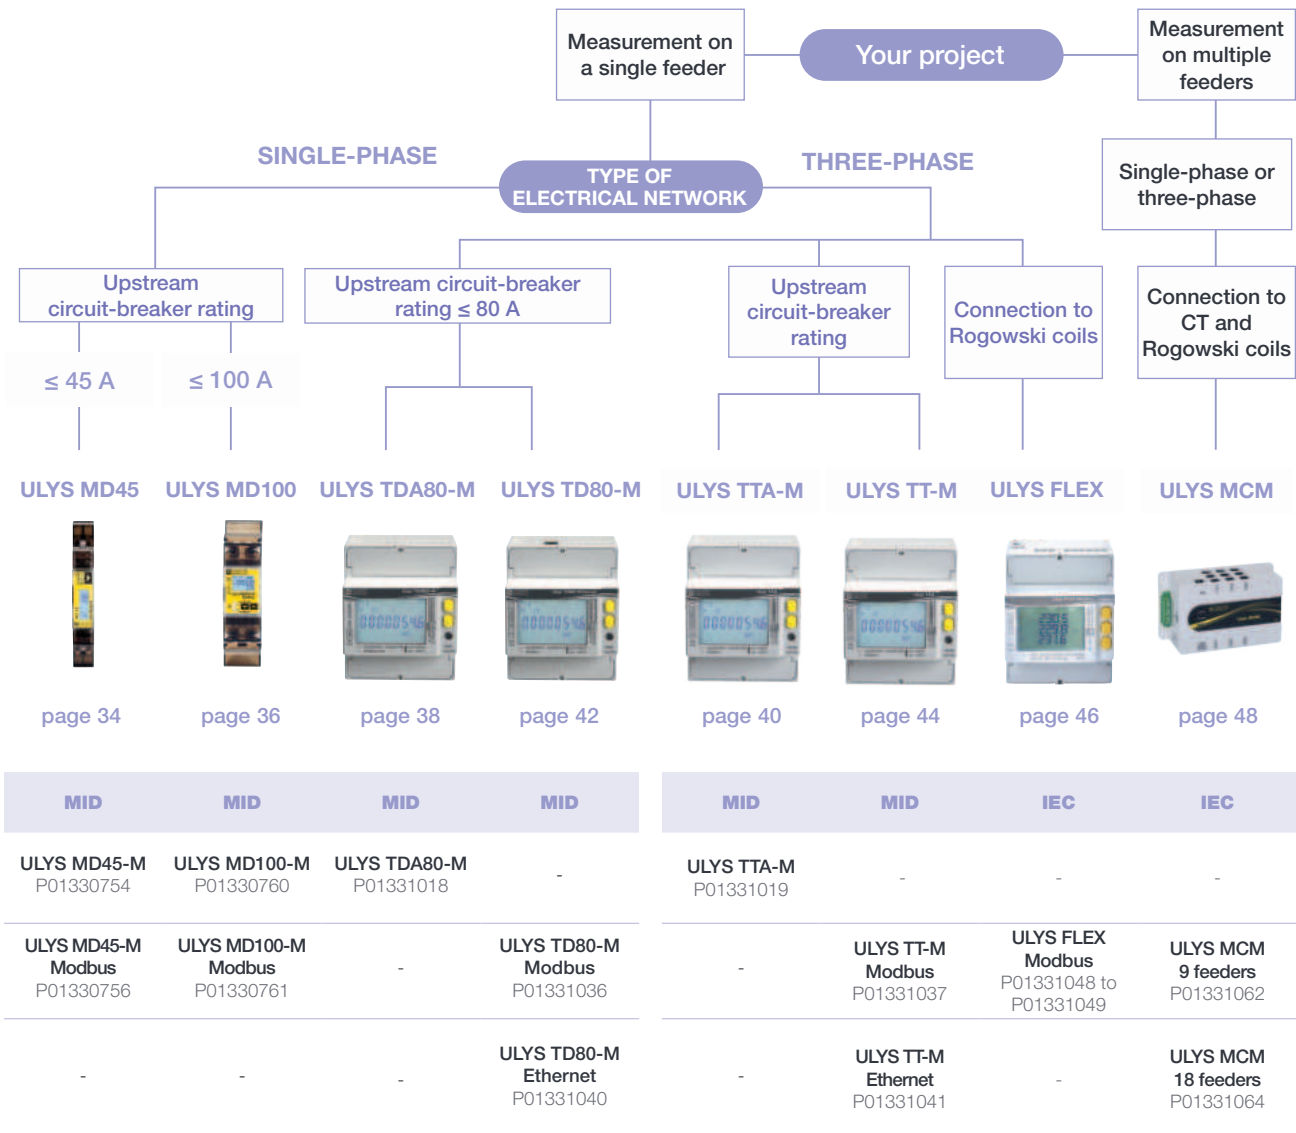 Measurement on
a single feeder
Your project
Measurement
on multiple
feeders
SINGLE-PHASE
TYPE OF
ELECTRICAL NETWORK
THREE-PHASE
Single-phase or
three-phase
Upstream
circuit-breaker rating
Upstream circuit-breaker
rating ≤ 80 A
Upstream
circuit-breaker
rating
Connection to
Rogowski coils
Connection to
CT and
Rogowski coils
≤ 45 A
≤ 100 A
ULYS MD45
ULYS MD100
ULYS TDA80-M
ULYS TD80-M
ULYS TTA-M
ULYS TT-M
ULYS FLEX
ULYS MCM
page 34
page 36
page 38
page 42
page 40
page 44
page 46
page 48
MID
MID
MID
MID
MID
MID
IEC
IEC
ULYS MD45-M
P01330754
ULYS MD100-M
P01330760
ULYS TDA80-M
P01331018
-
ULYS TTA-M
P01331019
-
-
-
ULYS MD45-M
Modbus
P01330756
ULYS MD100-M
Modbus
P01330761
-
ULYS TD80-M
Modbus
P01331036
-
ULYS TT-M
Modbus
P01331037
ULYS FLEX
Modbus
P01331048 to
P01331049
ULYS MCM
9 feeders
P01331062
-
-
-
ULYS TD80-M
Ethernet
P01331040
-
ULYS TT-M
Ethernet
P01331041
-
ULYS MCM
18 feeders
P01331064